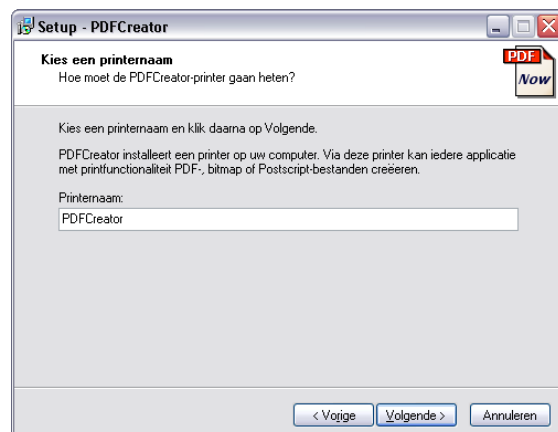 Setup - PDFCreator
Kies een printernaam
Hoe moet de PDFCreator-printer gaan heten?
PDF
Now
Kies een printernaam en klik daarna op Volgende.
PDFCreator installeert een printer op uw computer. Via deze printer kan iedere applicatie
met printfunctionaliteit PDF-, bitmap of Postscript-bestanden creëeren.
Printernaam:
PDFCreator
< Vorige
Volgende >
Annuleren